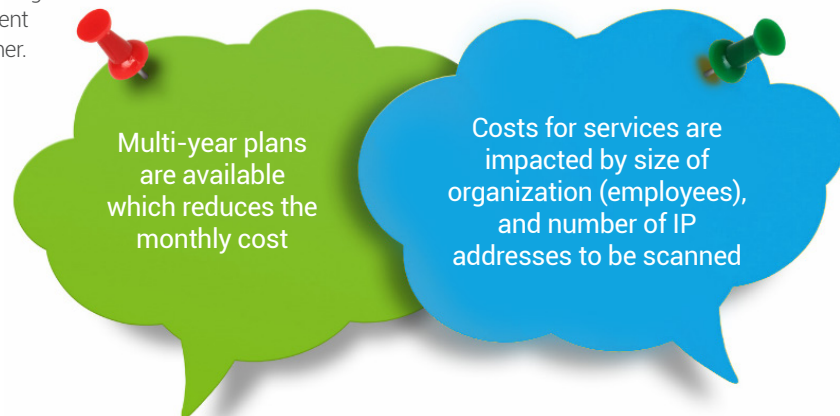 ent
ner.
Multi-year plans
are available
which reduces the
monthly cost
Costs for services are
impacted by size of
organization (employees),
and number of IP
addresses to be scanned